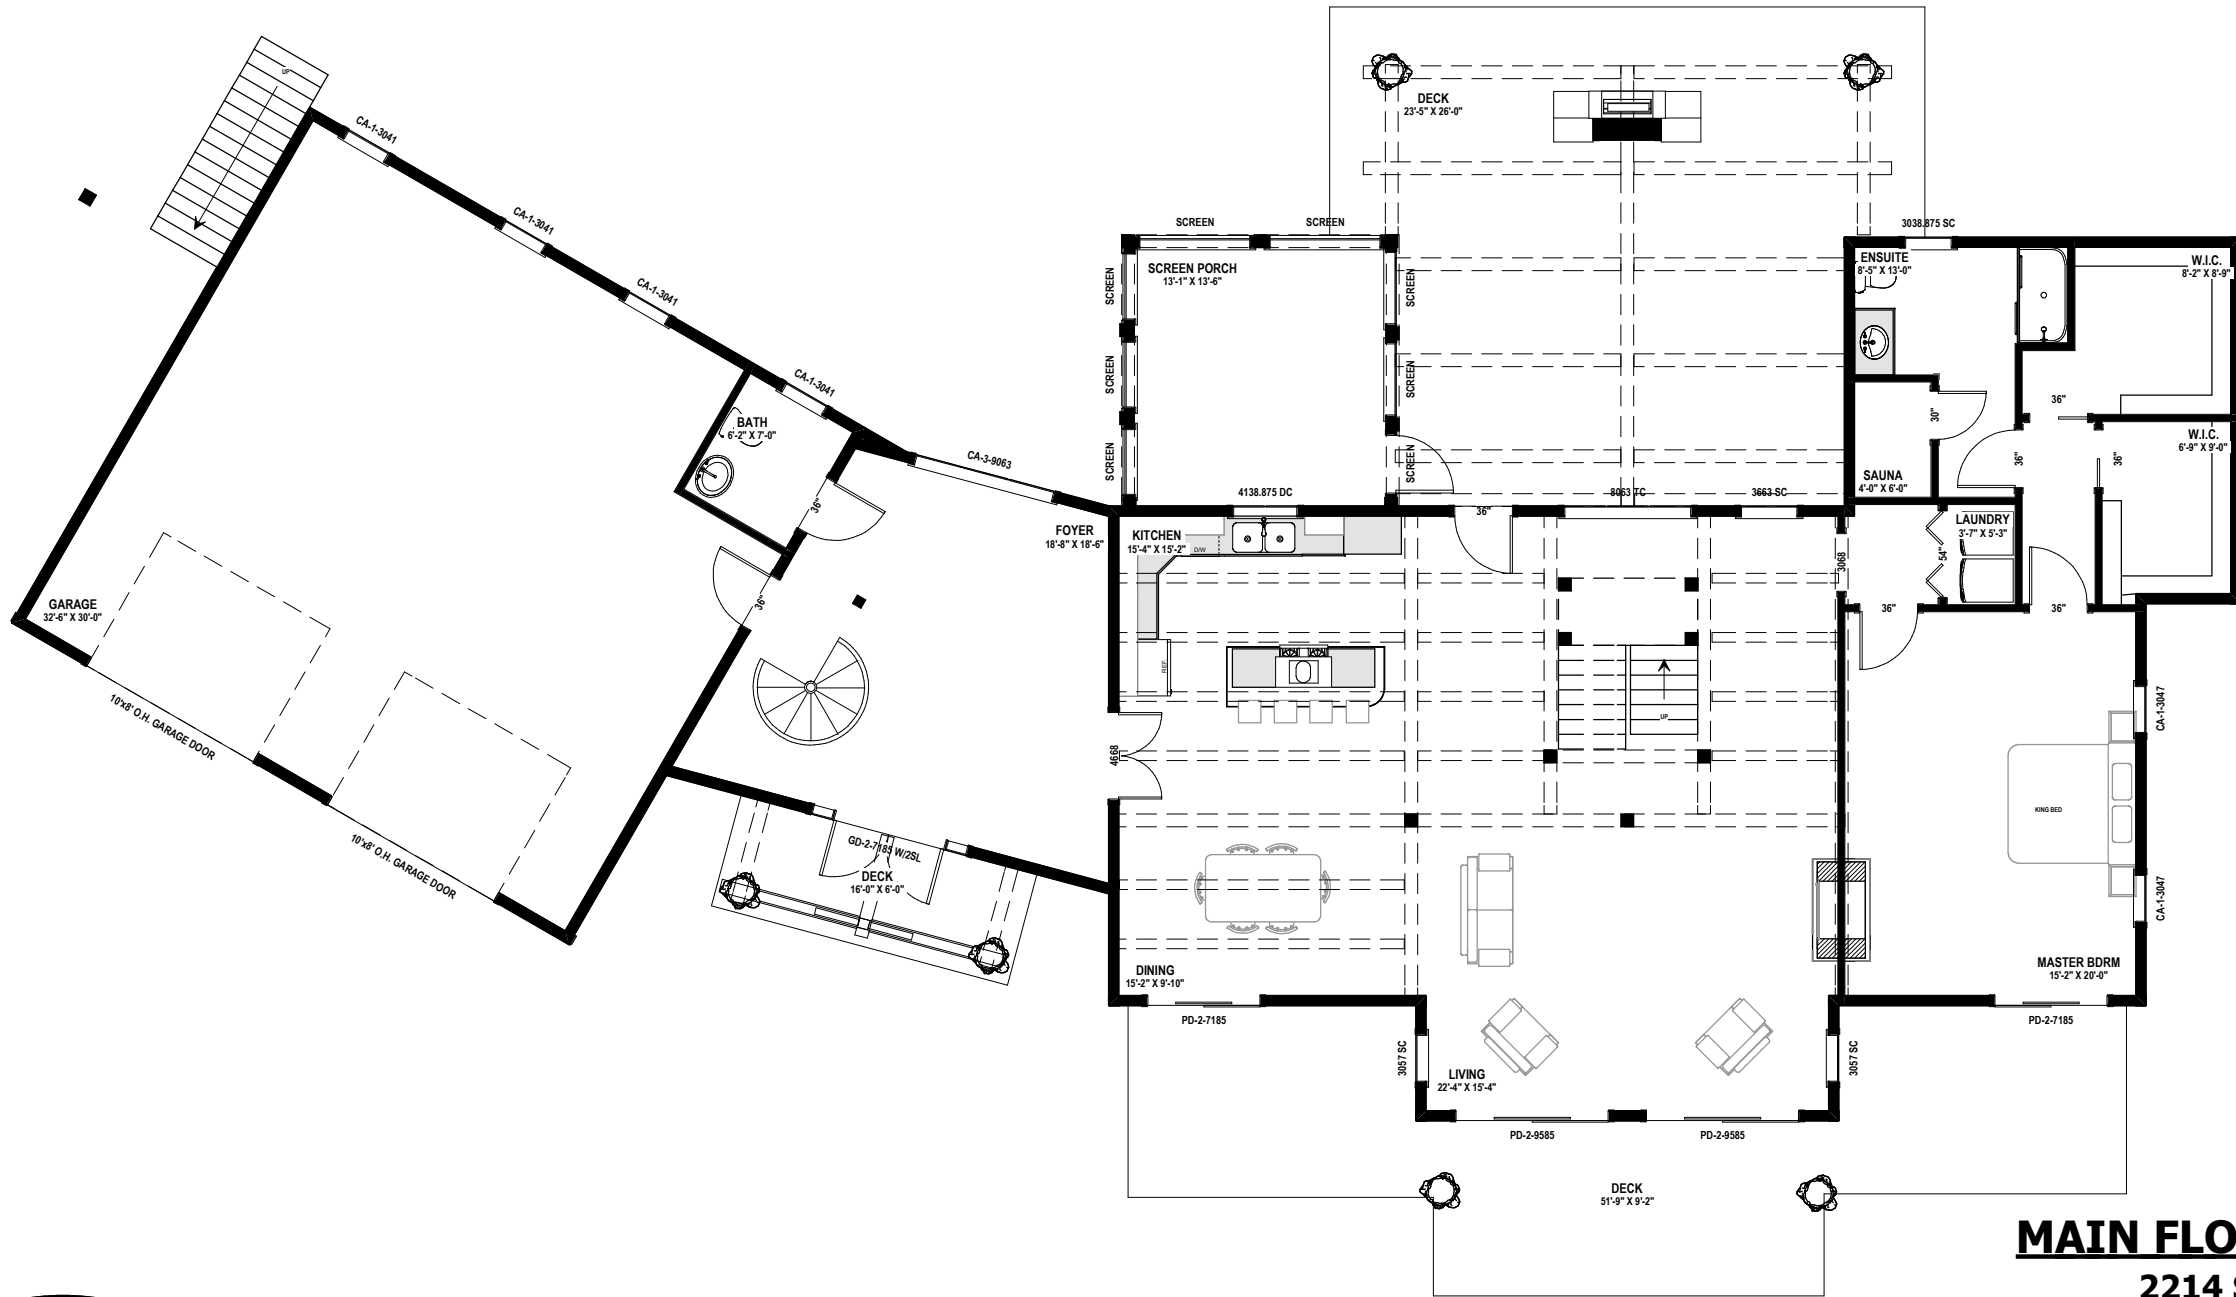 UP
CA-1-3041
CA-1-3041
CA-1-3041
CA-1-3041
DECK
23'-5" X 26'-0"
SCREEN
SCREEN
3038.875 SC
SCREEN PORCH
13'-1" X 13'-6"
SCREEN
SCREEN
SCREEN
SCREEN
SCREEN
SCREEN
ENSUITE
8'-5" X 13'-0"
W.I.C.
8'-2" X 8'-9"
36"
30"
W.I.C.
6'-9" X 9'-0"
36"
36"
SAUNA
4'-0" X 6'-0"
BATH
6'-2" X 7'-0"
CA-3-9063
36"
36"
FOYER
18'-8" X 18'-6"
4138.875 DC
36"
8063 TC
3663 SC
KITCHEN
15'-4" X 15'-2"
D/W
REF.
3068
LAUNDRY
3'-7" X 5'-3"
54"
36"
36"
GARAGE
32'-6" X 30'-0"
10'x8' O.H. GARAGE DOOR
10'x8' O.H. GARAGE DOOR
UP
4668
CA-1-3047
KING BED
CA-1-3047
GD-2-7185 W/2SL
DECK
16'-0" X 6'-0"
DINING
15'-2" X 9'-10"
MASTER BDRM
15'-2" X 20'-0"
PD-2-7185
PD-2-7185
3057 SC
3057 SC
LIVING
22'-4" X 15'-4"
PD-2-9585
PD-2-9585
DECK
51'-9" X 9'-2"
MAIN FLO
2214